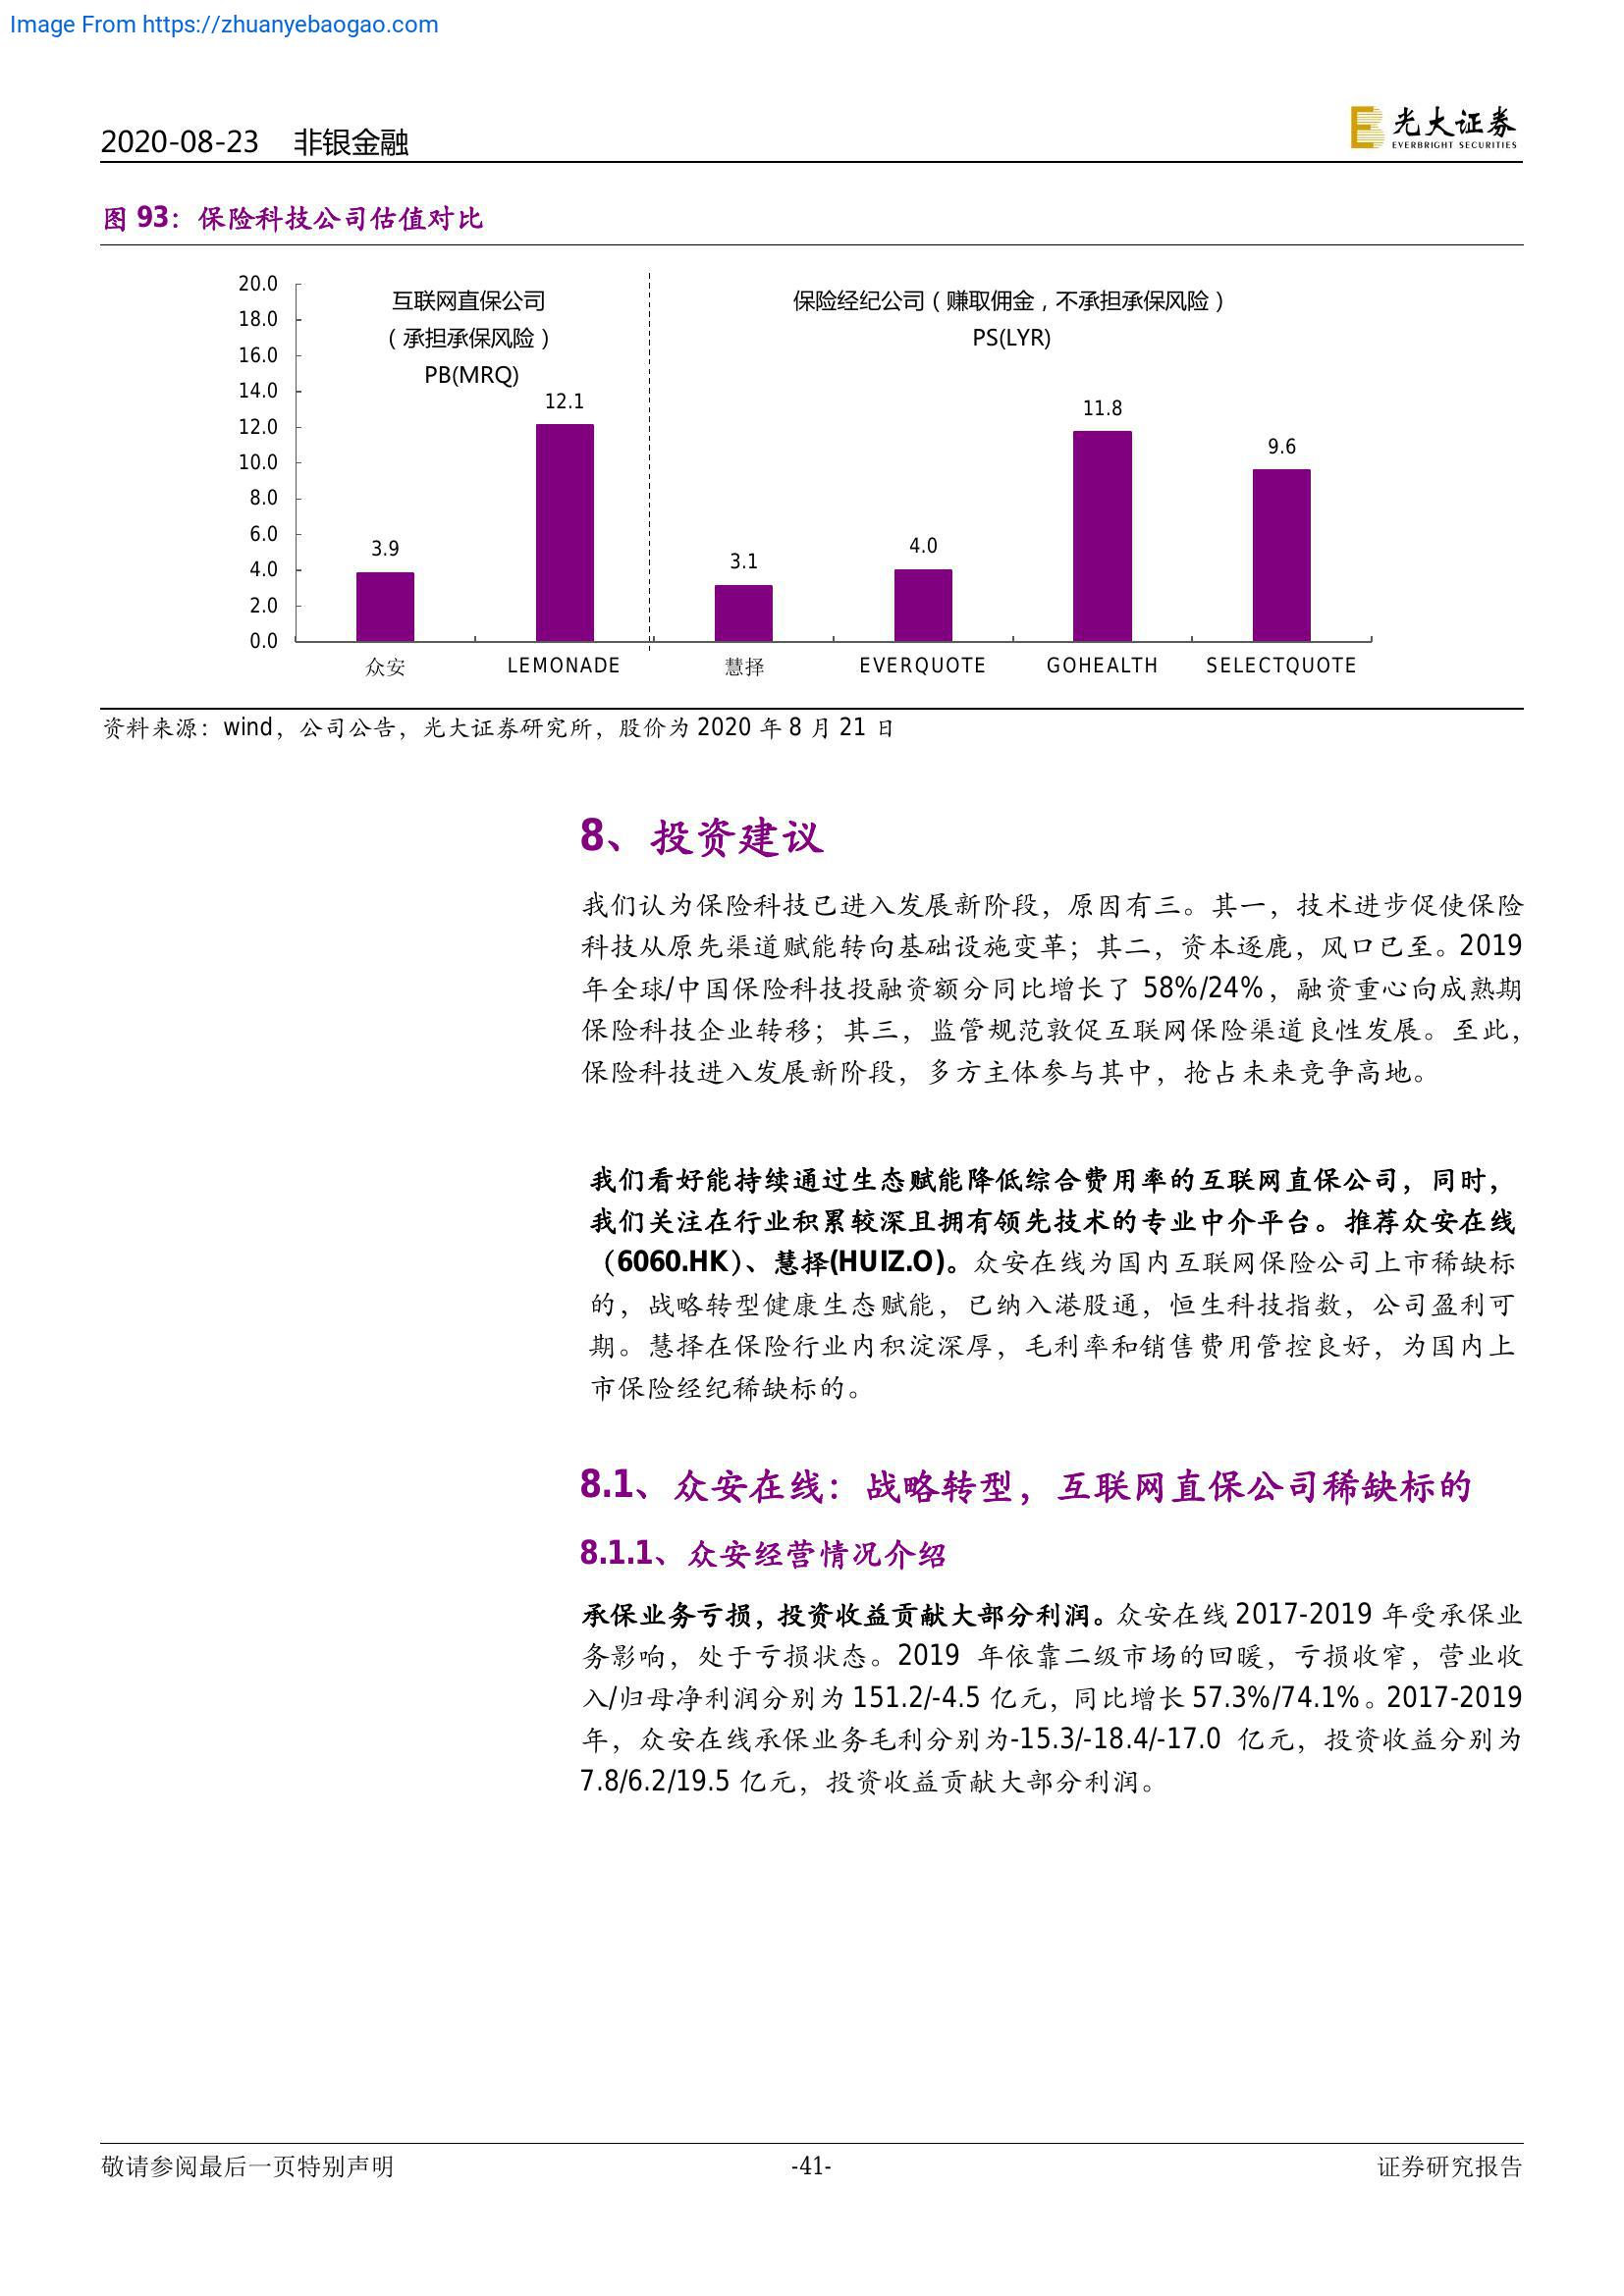 Image From https://zhuanyebaogao.com
2020-08-23 非银金融
光大证券
EVERBRIGHT SECURITIES
图 93：保险科技公司估值对比
20.0
18.0
16.0
14.0
12.0
10.0
8.0
6.0
4.0
2.0
0.0
互联网直保公司
（承担承保风险）
PB(MRQ)
保险经纪公司（赚取佣金，不承担承保风险）
PS(LYR)
3.9
12.1
3.1
4.0
11.8
9.6
众安 LEMONADE 慧择 EVERQUOTE GOHEALTH SELECTQUOTE
资料来源：wind，公司公告，光大证券研究所，股价为 2020 年 8 月 21 日
8、投资建议
我们认为保险科技已进入发展新阶段，原因有三。其一，技术进步促使保险
科技从原先渠道赋能转向基础设施变革；其二，资本逐鹿，风口已至。2019
年全球/中国保险科技投融资额分同比增长了 58%/24%，融资重心向成熟期
保险科技企业转移；其三，监管规范敦促互联网保险渠道良性发展。至此，
保险科技进入发展新阶段，多方主体参与其中，抢占未来竞争高地。
我们看好能持续通过生态赋能降低综合费用率的互联网直保公司，同时，
我们关注在行业积累较深且拥有领先技术的专业中介平台。推荐众安在线
（6060.HK）、慧择(HUIZ.O)。众安在线为国内互联网保险公司上市稀缺标
的，战略转型健康生态赋能，已纳入港股通，恒生科技指数，公司盈利可
期。慧择在保险行业内积淀深厚，毛利率和销售费用管控良好，为国内上
市保险经纪稀缺标的。
8.1、众安在线：战略转型，互联网直保公司稀缺标的
8.1.1、众安经营情况介绍
承保业务亏损，投资收益贡献大部分利润。众安在线 2017-2019 年受承保业
务影响，处于亏损状态。2019 年依靠二级市场的回暖，亏损收窄，营业收
入/归母净利润分别为 151.2/-4.5 亿元，同比增长 57.3%/74.1%。2017-2019
年，众安在线承保业务毛利分别为-15.3/-18.4/-17.0 亿元，投资收益分别为
7.8/6.2/19.5 亿元，投资收益贡献大部分利润。
敬请参阅最后一页特别声明
-41-
证券研究报告